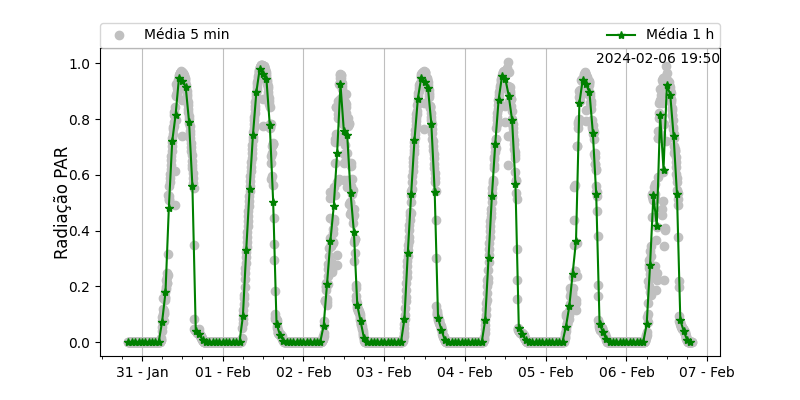 Média 5 min
Média 1 h
2024-02-06 19:50
1.0
0.8
0.6
0.4
0.2
0.0
Radiação PAR
31 - Jan
01 - Feb
02 - Feb
03 - Feb
04 - Feb
05 - Feb
06 - Feb
07 - Feb